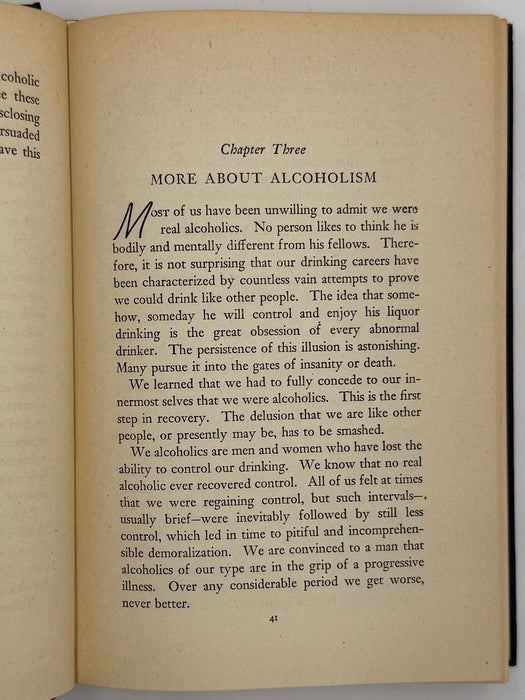 coholic
e these
sclosing
rsuaded
ave this
Chapter Three
MORE ABOUT ALCOHOLISM
MOST of us have been unwilling to admit we were
real alcoholics. No person likes to think he is
bodily and mentally different from his fellows. There-
fore, it is not surprising that our drinking careers have
been characterized by countless vain attempts to prove
we could drink like other people. The idea that some-
how, someday he will control and enjoy his liquor
drinking is the great obsession of every abnormal
drinker. The persistence of this illusion is astonishing.
Many pursue it into the gates of insanity or death.
We learned that we had to fully concede to our in-
nermost selves that we were alcoholics. This is the first
step in recovery. The delusion that we are like other
people, or presently may be, has to be smashed.
We alcoholics are men and women who have lost the
ability to control our drinking. We know that no real
alcoholic ever recovered control. All of us felt at times
that we were regaining control, but such intervals—
usually brief—were inevitably followed by still less
control, which led in time to pitiful and incomprehen-
sible demoralization. We are convinced to a man that
alcoholics of our type are in the grip of a progressive
illness. Over any considerable period we get worse,
never better.
41